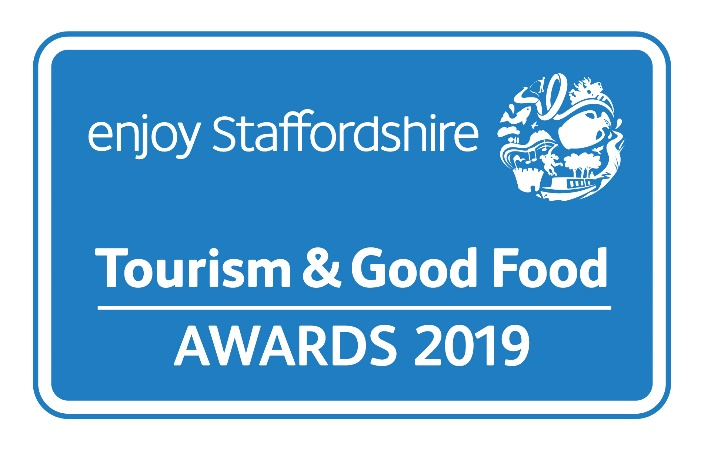 enjoy Staffordshire
Tourism & Good Food
AWARDS 2019